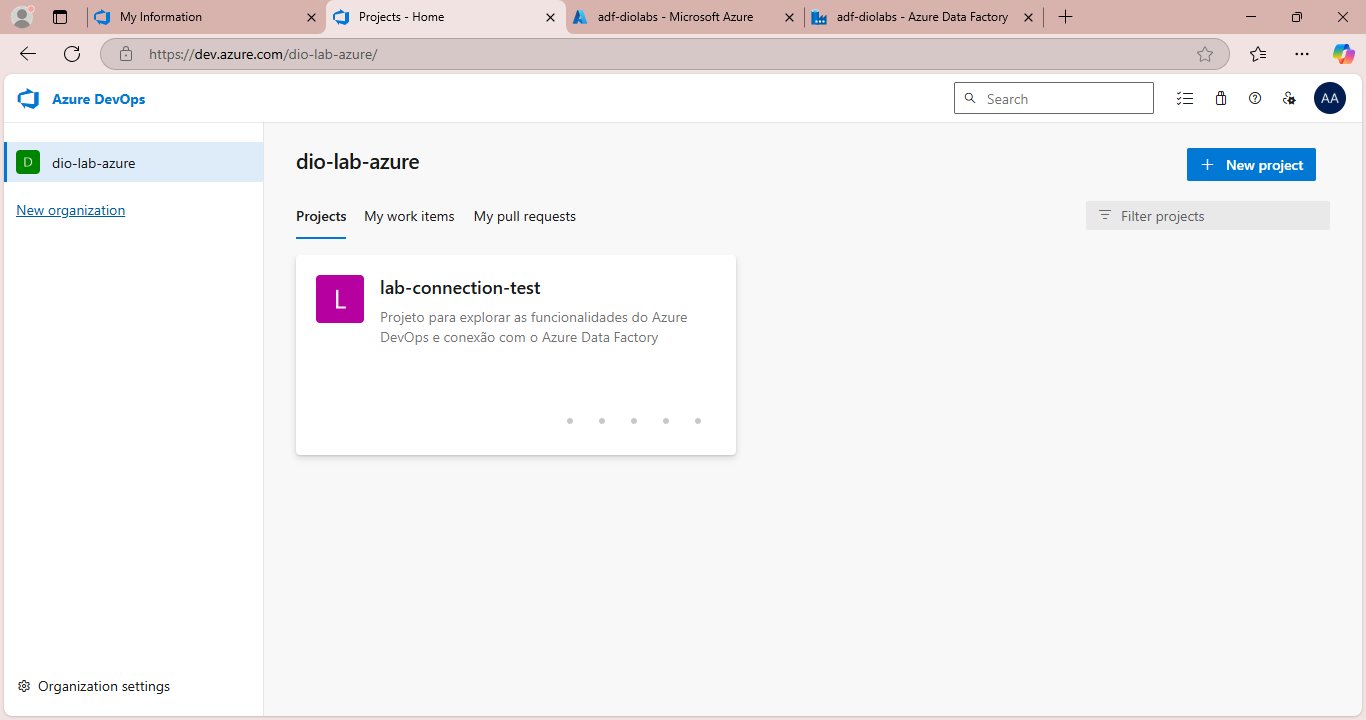 My Information
Projects - Home
adf-diolabs - Microsoft Azure
adf-diolabs - Azure Data Factory
https://dev.azure.com/dio-lab-azure/
Azure DevOps
Search
AA
D
dio-lab-azure
New organization
dio-lab-azure
New project
Projects
My work items
My pull requests
Filter projects
L
lab-connection-test
Projeto para explorar as funcionalidades do Azure
DevOps e conexão com o Azure Data Factory
Organization settings